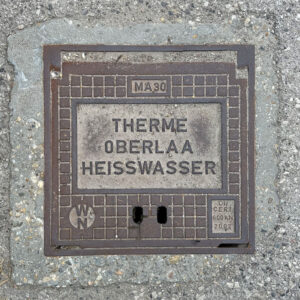 MA30
THERME
OBERLAA
HEISSWASSER
W
N